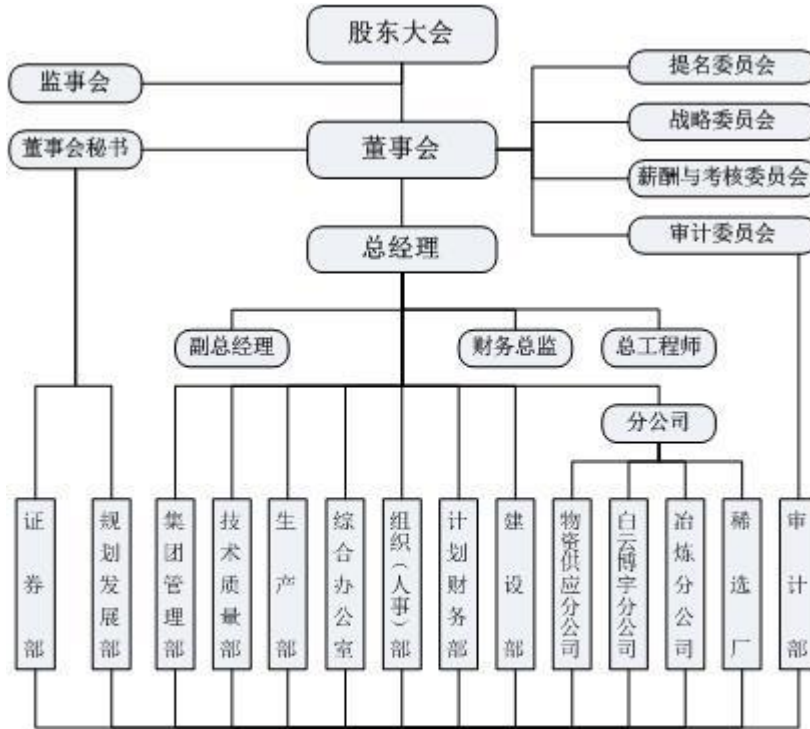 股东大会
监事会
提名委员会
战略委员会
董事会秘书
董事会
薪酬与考核委员会
审计委员会
总经理
副总经理
财务总监
总工程师
分公司
证券部
规划发展部
集团管理部
技术质量部
生产部
综合办公室
组织(人事)部
计划财务部
建设部
物资供应分公司
白云博宇分公司
冶炼分公司
稀选厂
审计部